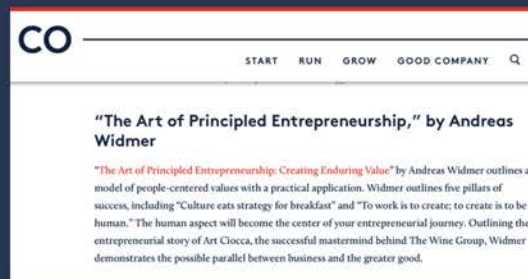 CO
START RUN GROW GOOD COMPANY
“The Art of Principled Entrepreneurship,” by Andreas
Widmer
“The Art of Principled Entrepreneurship: Creating Enduring Value” by Andreas Widmer outlines a
model of people-centered values with a practical application. Widmer outlines five pillars of
success, including “Culture eats strategy for breakfast” and “To work is to create; to create is to be
human.” The human aspect will become the center of your entrepreneurial journey. Outlining the
entrepreneurial story of Art Ciocca, the successful mastermind behind The Wine Group, Widmer
demonstrates the possible parallel between business and the greater good.